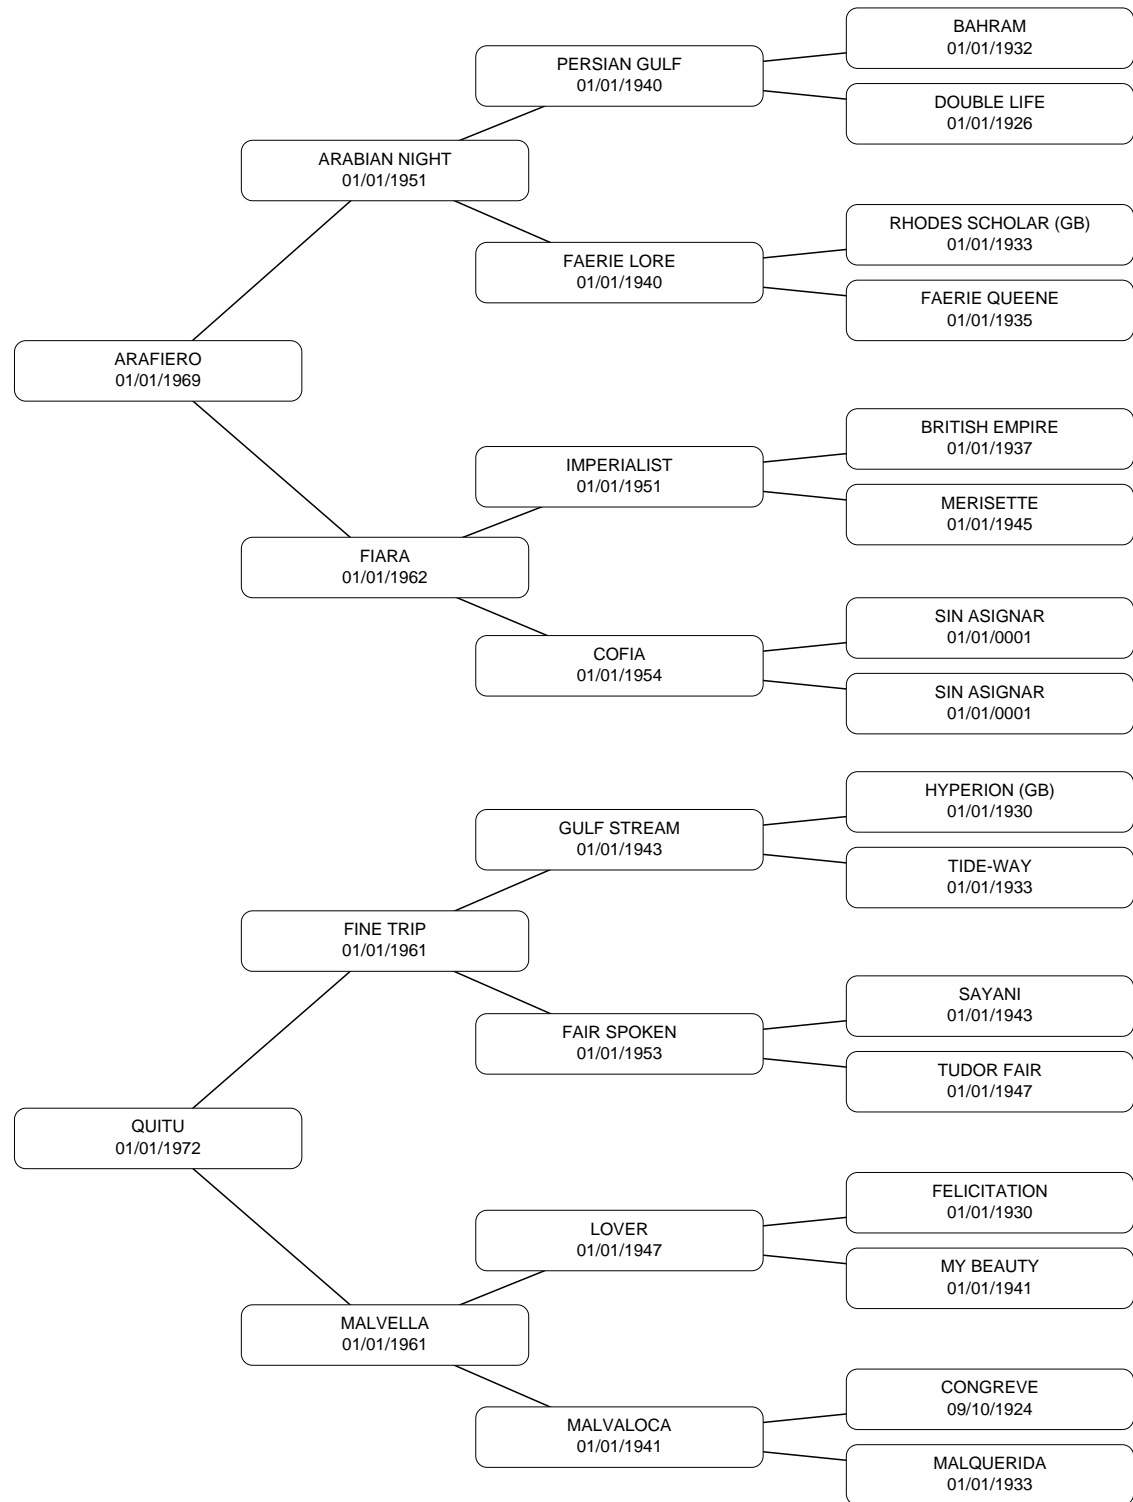 BAHRAM
01/01/1932
PERSIAN GULF
01/01/1940
DOUBLE LIFE
01/01/1926
ARABIAN NIGHT
01/01/1951
RHODES SCHOLAR (GB)
01/01/1933
FAERIE LORE
01/01/1940
FAERIE QUEENE
01/01/1935
ARAFIERO
01/01/1969
BRITISH EMPIRE
01/01/1937
IMPERIALIST
01/01/1951
MERISETTE
01/01/1945
FIARA
01/01/1962
SIN ASIGNAR
01/01/0001
COFIA
01/01/1954
SIN ASIGNAR
01/01/0001
HYPERION (GB)
01/01/1930
GULF STREAM
01/01/1943
TIDE-WAY
01/01/1933
FINE TRIP
01/01/1961
SAYANI
01/01/1943
FAIR SPOKEN
01/01/1953
TUDOR FAIR
01/01/1947
QUITU
01/01/1972
FELICITATION
01/01/1930
LOVER
01/01/1947
MY BEAUTY
01/01/1941
MALVELLA
01/01/1961
CONGREVE
09/10/1924
MALVALOCA
01/01/1941
MALQUERIDA
01/01/1933